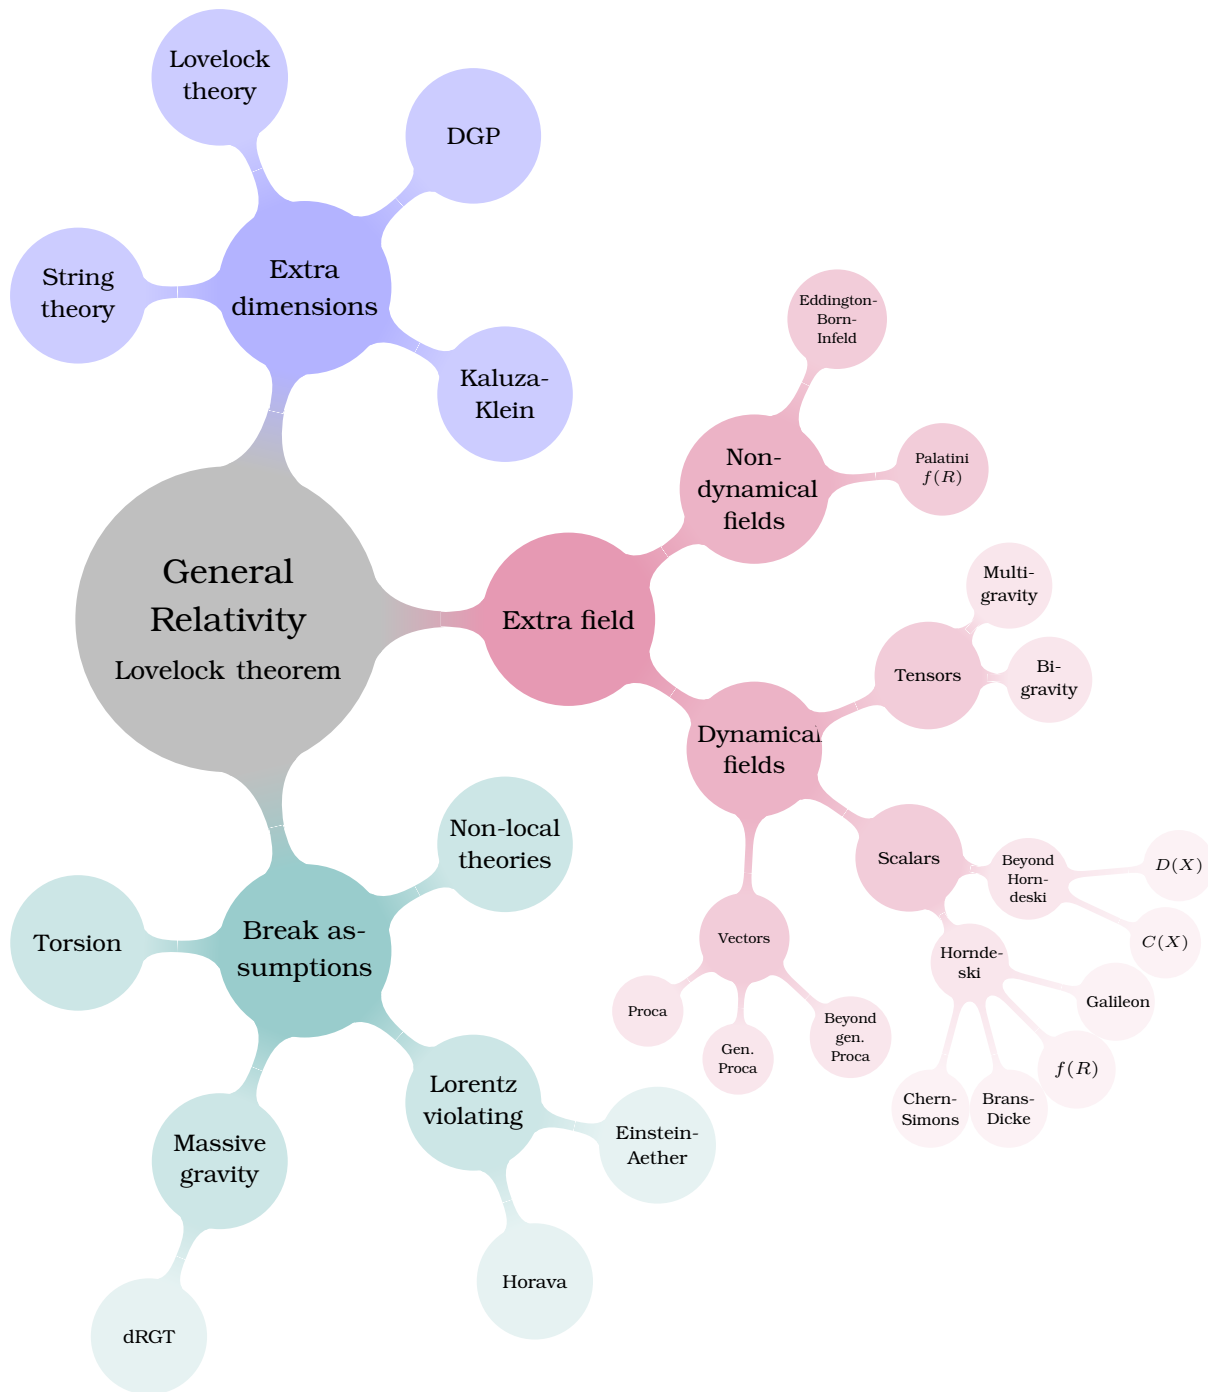 Lovelock
theory
DGP
String
theory
Extra
dimensions
Kaluza-
Klein
Eddington-
Born-
Infeld
Non-
dynamical
fields
Palatini
f(R)
General
Relativity
Lovelock theorem
Extra field
Multi-
gravity
Tensors
Bi-
gravity
Dynamical
fields
Scalars
Beyond
Horn-
deski
D(X)
C(X)
Vectors
Hornde-
ski
Galileon
Proca
Gen.
Proca
Beyond
gen.
Proca
f(R)
Chern-
Simons
Brans-
Dicke
Non-local
theories
Torsion
Break as-
sumptions
Lorentz
violating
Einstein-
Aether
Massive
gravity
Horava
dRGT